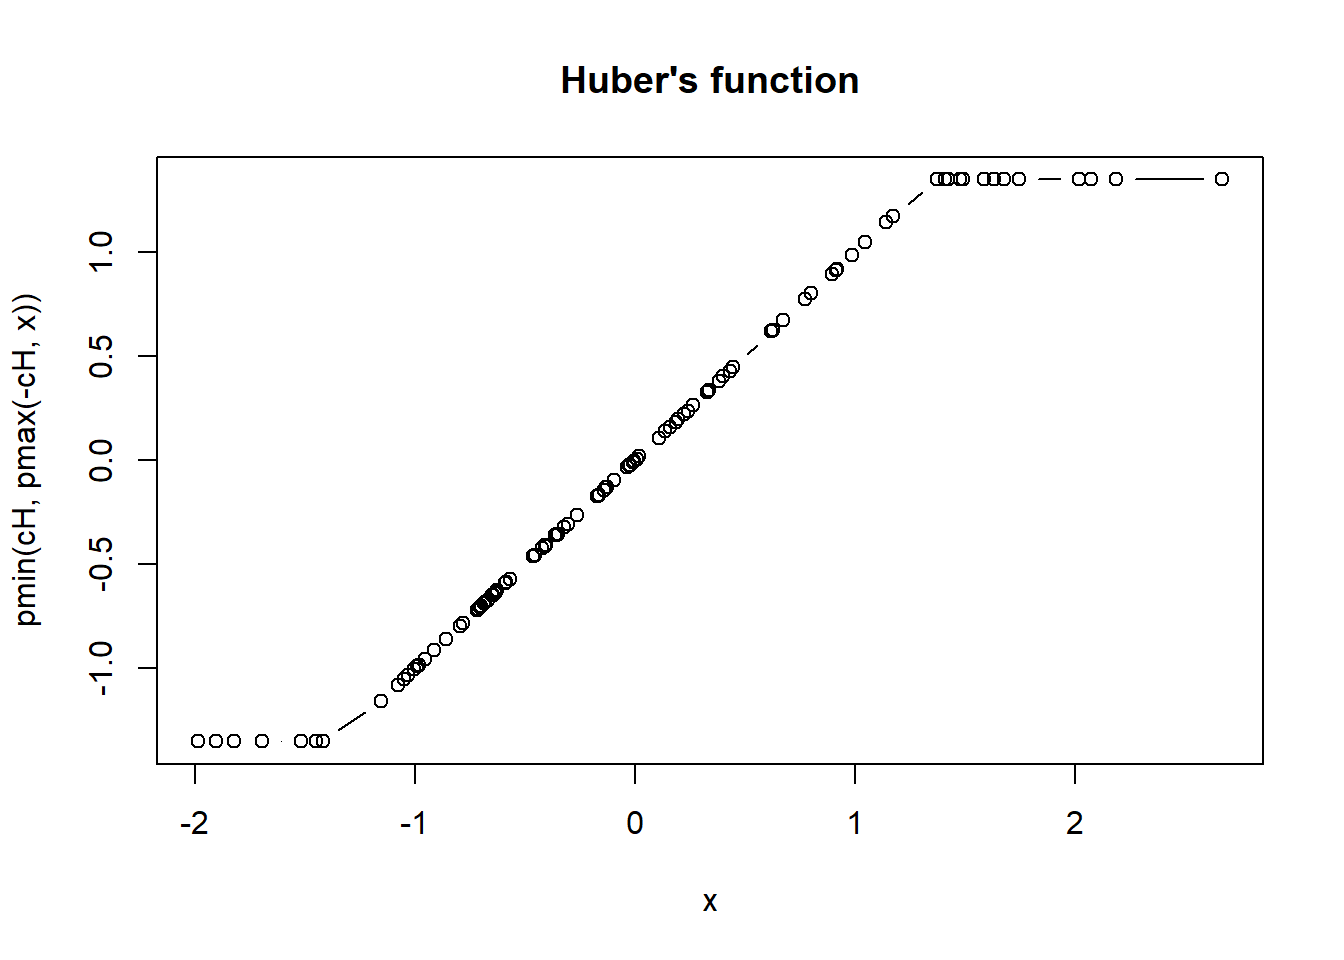 Huber's function
pmin(cH, pmax(-cH, x))
1.0
0.5
0.0
-0.5
-1.0
-2 -1 0 1 2
x